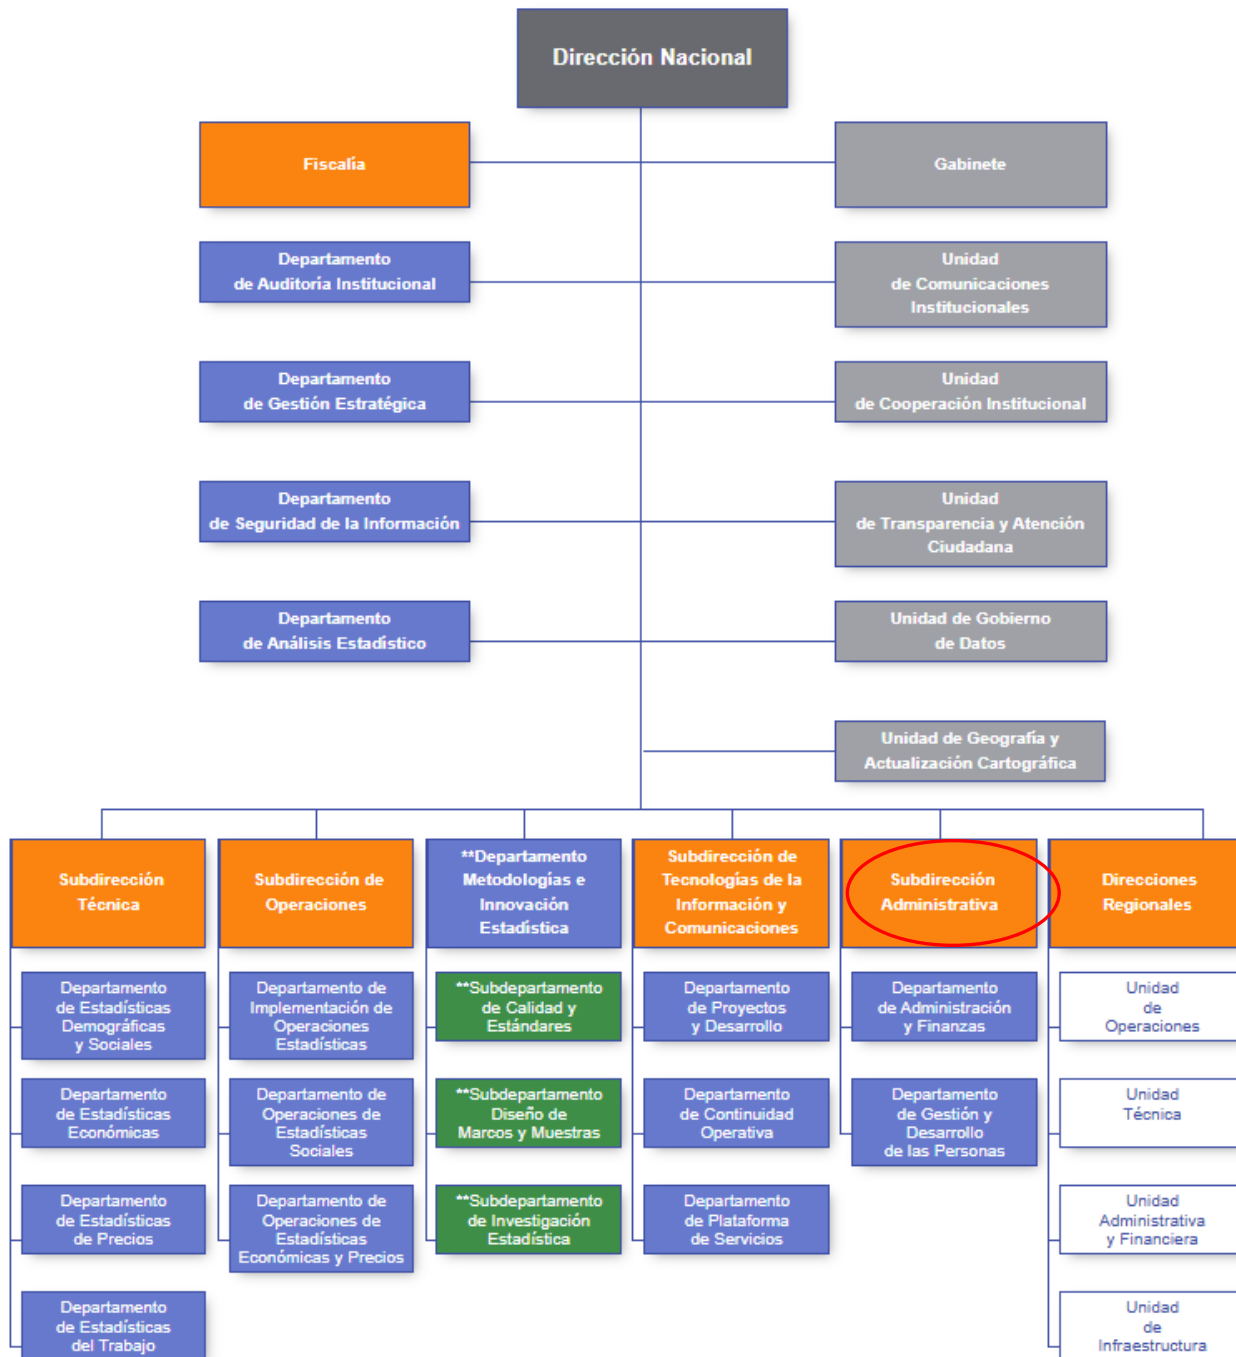 Dirección Nacional
Fiscalía
Gabinete
Departamento
de Auditoría Institucional
Unidad
de Comunicaciones
Institucionales
Departamento
de Gestión Estratégica
Unidad
de Cooperación Institucional
Departamento
de Seguridad de la Información
Unidad
de Transparencia y Atención
Ciudadana
Departamento
de Análisis Estadístico
Unidad de Gobierno
de Datos
Unidad de Geografía y
Actualización Cartográfica
Subdirección
Técnica
Subdirección de
Operaciones
**Departamento
Metodologías e
Innovación
Estadística
Subdirección de
Tecnologías de la
Información y
Comunicaciones
Subdirección
Administrativa
Direcciones
Regionales
Departamento
de Estadísticas
Demográficas
y Sociales
Departamento de
Implementación de
Operaciones
Estadísticas
**Subdepartamento
de Calidad y
Estándares
Departamento
de Proyectos
y Desarrollo
Departamento
de Administración
y Finanzas
Unidad
de
Operaciones
Departamento
de Estadísticas
Económicas
Departamento de
Operaciones de
Estadísticas
Sociales
**Subdepartamento
Diseño de
Marcos y Muestras
Departamento
de Continuidad
Operativa
Departamento
de Gestión y
Desarrollo
de las Personas
Unidad
Técnica
Departamento
de Estadísticas
de Precios
Departamento de
Operaciones de
Estadísticas
Económicas y Precios
**Subdepartamento
de Investigación
Estadística
Departamento
de Plataforma
de Servicios
Unidad
Administrativa
y Financiera
Departamento
de Estadísticas
del Trabajo
Unidad
de
Infraestructura